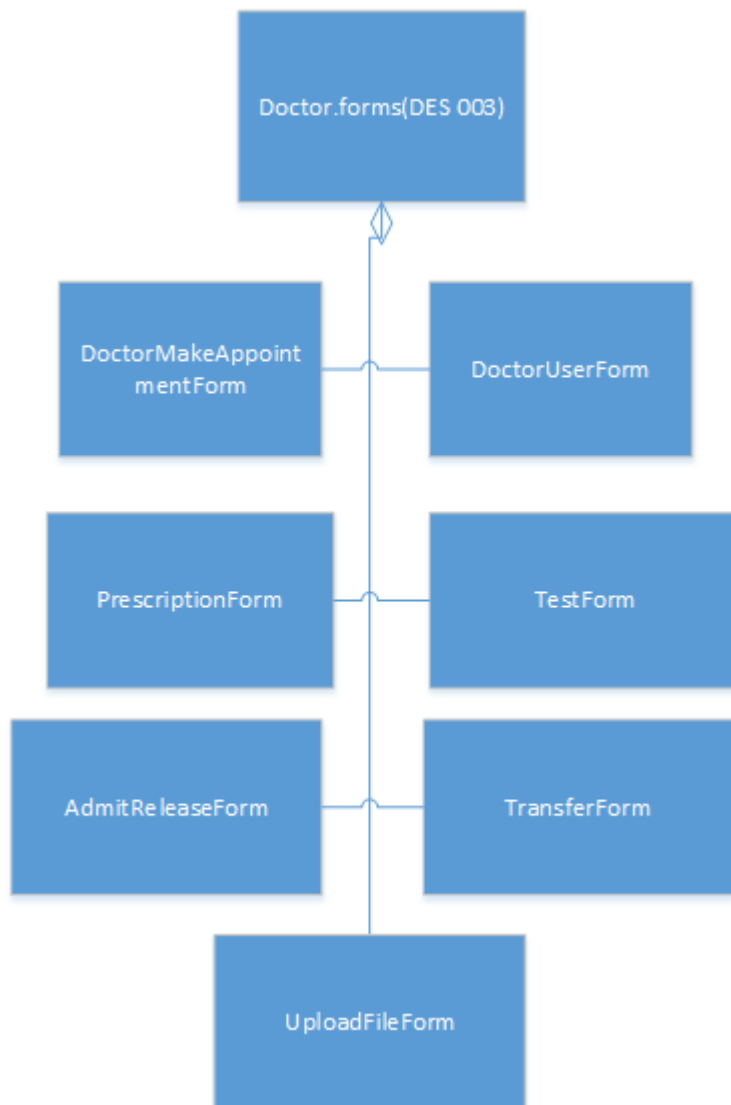 Doctor.forms(DES 003)
DoctorMakeAppoint
mentForm
DoctorUserForm
PrescriptionForm
TestForm
AdmitReleaseForm
TransferForm
UploadFileForm